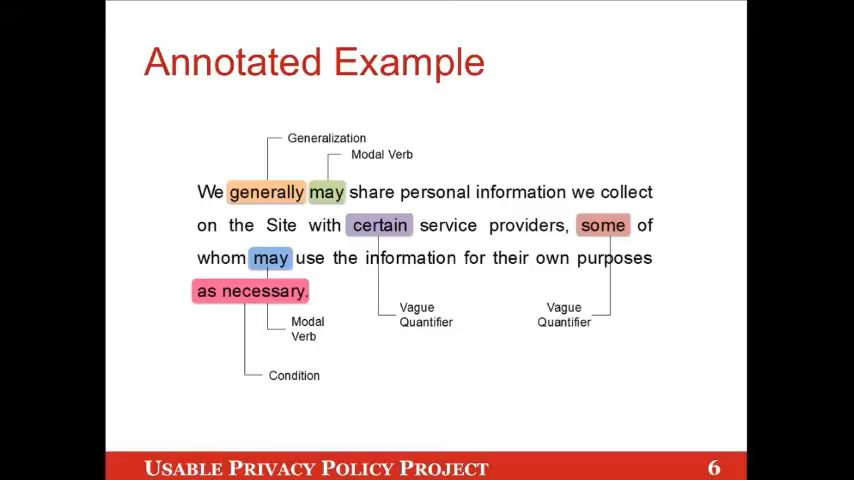 Annotated Example
Generalization
Modal Verb
We generally may share personal information we collect
on the Site with certain service providers, some of
whom may use the information for their own purposes
as necessary.
Modal
Verb
Vague
Quantifier
Vague
Quantifier
Condition
USABLE PRIVACY POLICY PROJECT
6